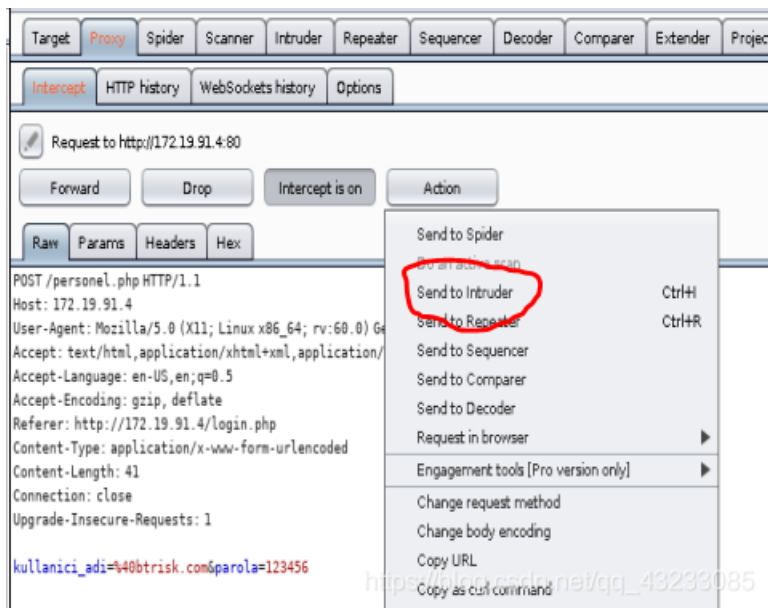 Target Proxy Spider Scanner Intruder Repeater Sequencer Decoder Comparer Extender Projec
Intercept HTTP history WebSockets history Options
Request to http://172.19.91.4:80
Forward Drop Intercept is on Action
Raw Params Headers Hex
Send to Spider
Do an active scan
Send to Intruder Ctrl+I
Send to Repeater Ctrl+R
Send to Sequencer
Send to Comparer
Send to Decoder
Request in browser
Engagement tools [Pro version only]
Change request method
Change body encoding
Copy URL
Copy as curl command
POST /personel.php HTTP/1.1
Host: 172.19.91.4
User-Agent: Mozilla/5.0 (X11; Linux x86_64; rv:60.0) Ge
Accept: text/html,application/xhtml+xml,application/
Accept-Language: en-US,en;q=0.5
Accept-Encoding: gzip, deflate
Referer: http://172.19.91.4/login.php
Content-Type: application/x-www-form-urlencoded
Content-Length: 41
Connection: close
Upgrade-Insecure-Requests: 1
kullanici_adi=%40btrisk.com&parola=123456
https://blog.csdn.net/qq_43233085